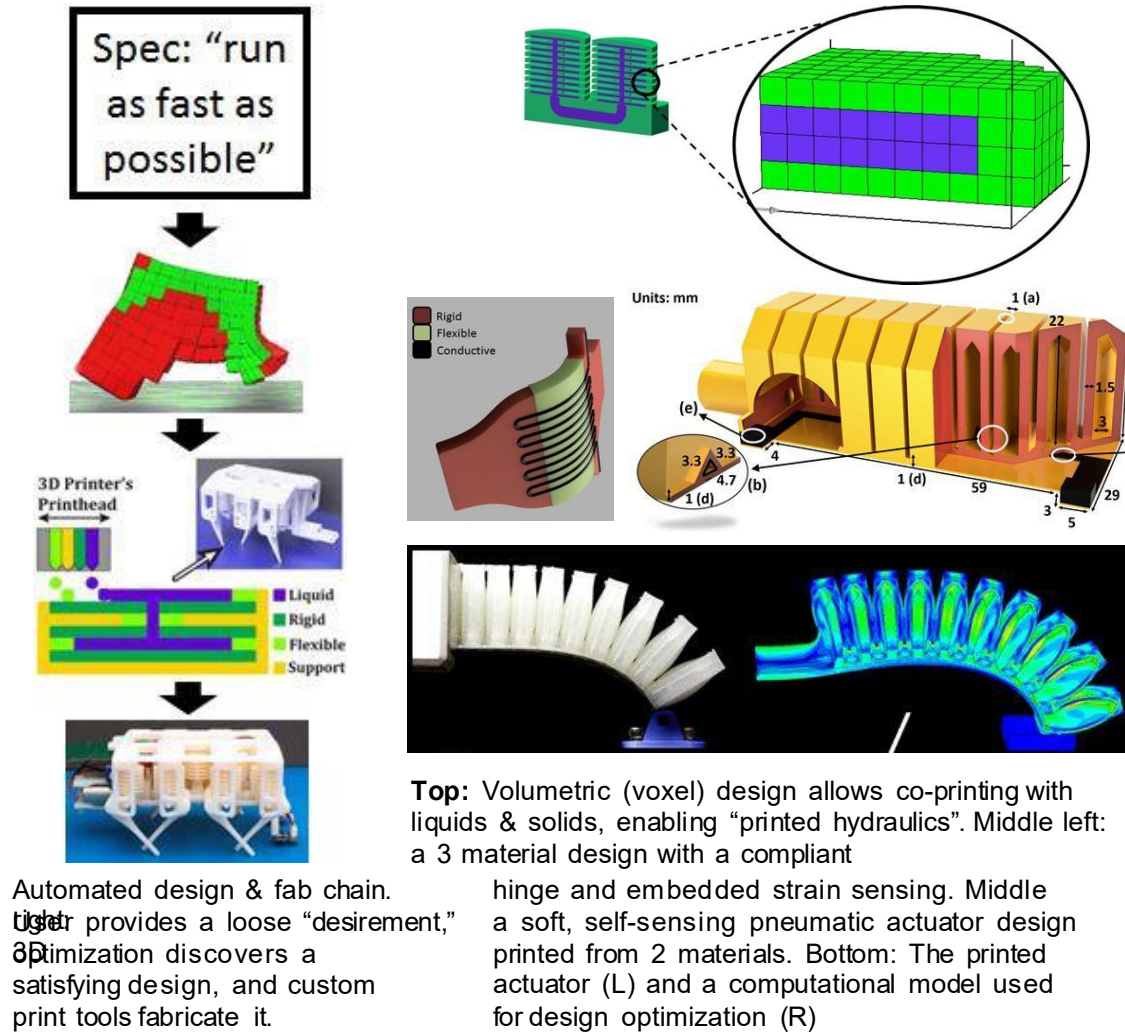 Spec: “run
as fast as
possible”
3D Printer's
Printhead
Liquid
Rigid
Flexible
Support
Rigid
Flexible
Conductive
Units: mm
1 (a)
22
1.5
3
(e)
4
3.3
3.3
4.7
(b)
1 (d)
1 (d)
59
3
5
29
Top: Volumetric (voxel) design allows co-printing with
liquids & solids, enabling “printed hydraulics”. Middle left:
a 3 material design with a compliant
Automated design & fab chain.
right:
User provides a loose “desirement,”
3D
optimization discovers a
satisfying design, and custom
print tools fabricate it.
hinge and embedded strain sensing. Middle
a soft, self-sensing pneumatic actuator design
printed from 2 materials. Bottom: The printed
actuator (L) and a computational model used
for design optimization (R)